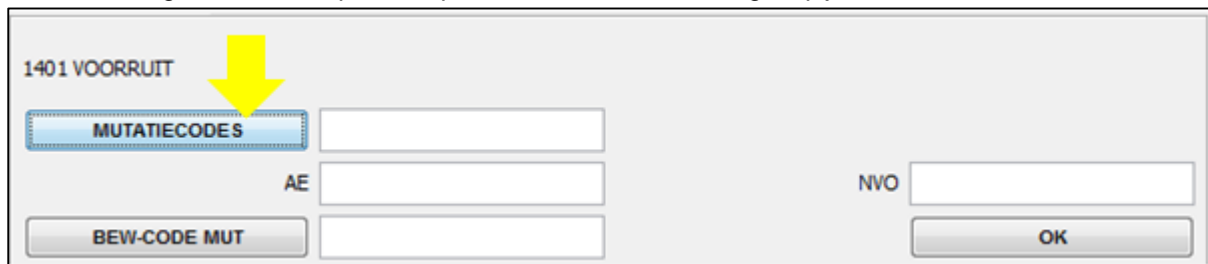 1401 VOORRUIT
MUTATIECODES
AE
NVO
BEW-CODE MUT
OK